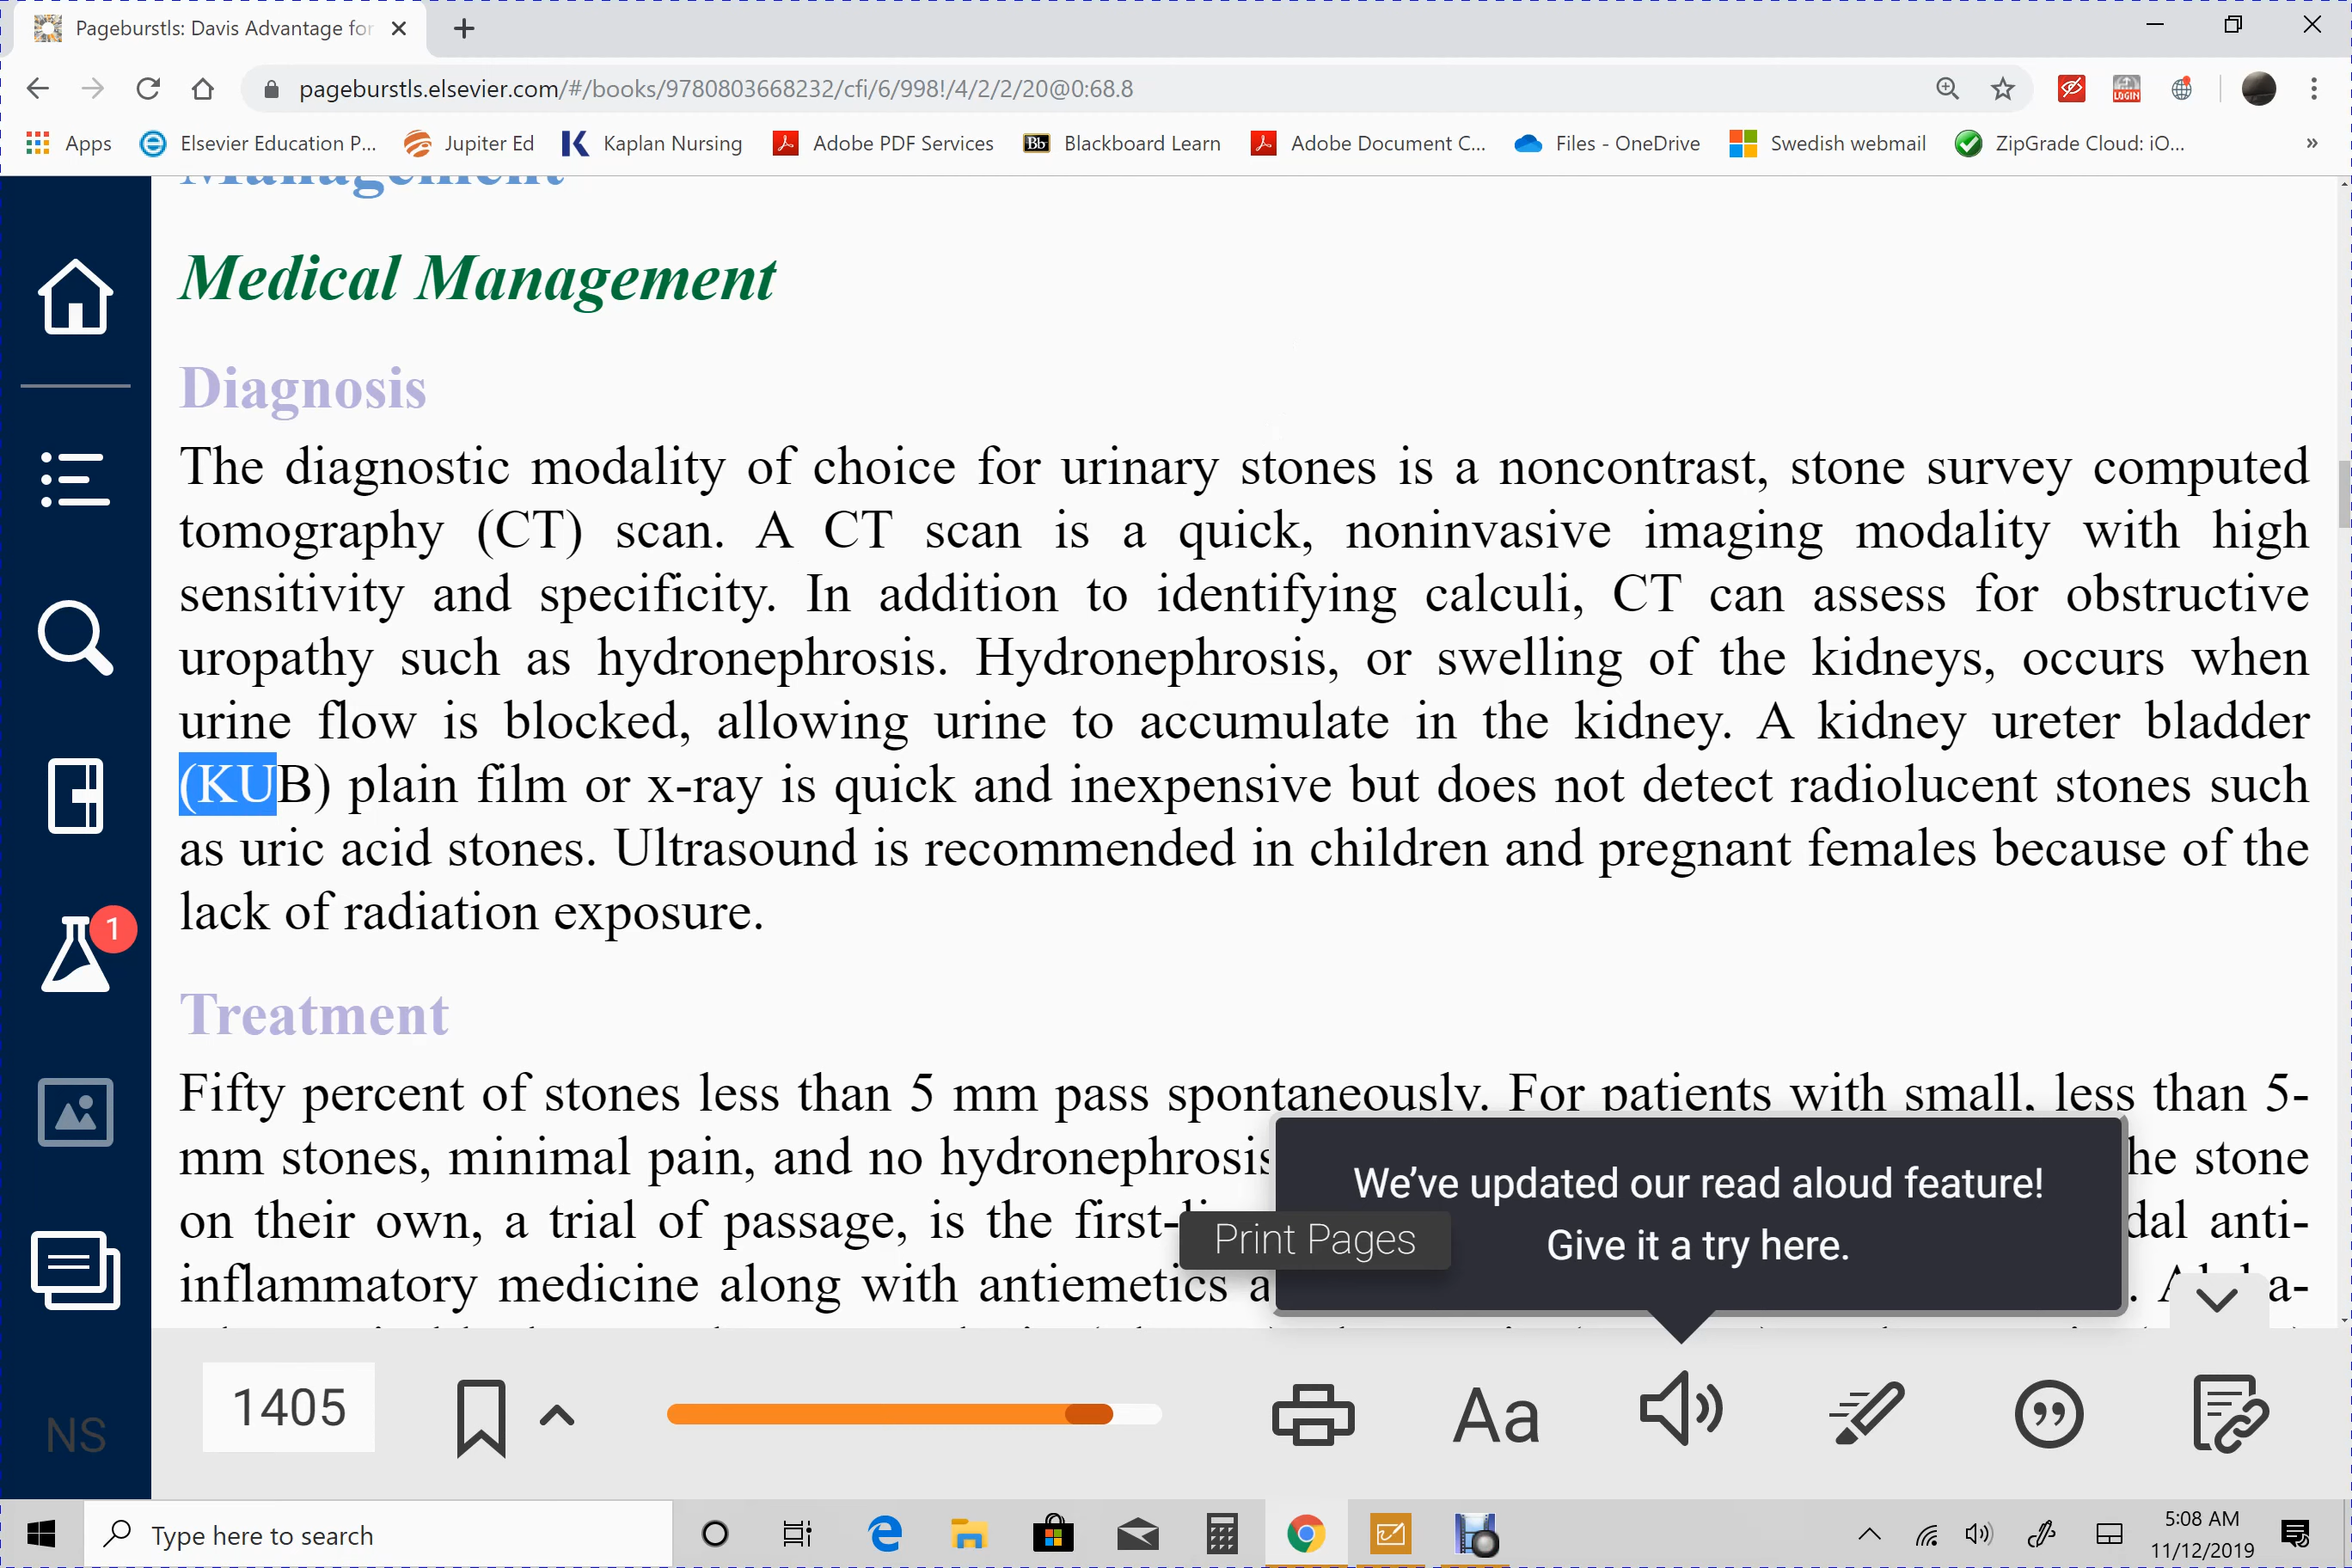 Pageburstls: Davis Advantage for
pageburstls.elsevier.com/#/books/9780803668232/cfi/6/998!/4/2/2/20@0:68.8
Apps Elsevier Education P... Jupiter Ed Kaplan Nursing Adobe PDF Services Bb Blackboard Learn Adobe Document C... Files - OneDrive Swedish webmail ZipGrade Cloud: iO... »
LOGIN
Management
Medical Management
Diagnosis
The diagnostic modality of choice for urinary stones is a noncontrast, stone survey computed
tomography (CT) scan. A CT scan is a quick, noninvasive imaging modality with high
sensitivity and specificity. In addition to identifying calculi, CT can assess for obstructive
uropathy such as hydronephrosis. Hydronephrosis, or swelling of the kidneys, occurs when
urine flow is blocked, allowing urine to accumulate in the kidney. A kidney ureter bladder
(KUB) plain film or x-ray is quick and inexpensive but does not detect radiolucent stones such
as uric acid stones. Ultrasound is recommended in children and pregnant females because of the
lack of radiation exposure.
1
Treatment
Fifty percent of stones less than 5 mm pass spontaneously. For patients with small, less than 5-
mm stones, minimal pain, and no hydronephrosis he stone
on their own, a trial of passage, is the first- dal anti-
inflammatory medicine along with antiemetics a
We've updated our read aloud feature!
Give it a try here.
Print Pages
1405
Aa
NS
Type here to search
5:08 AM
11/12/2019